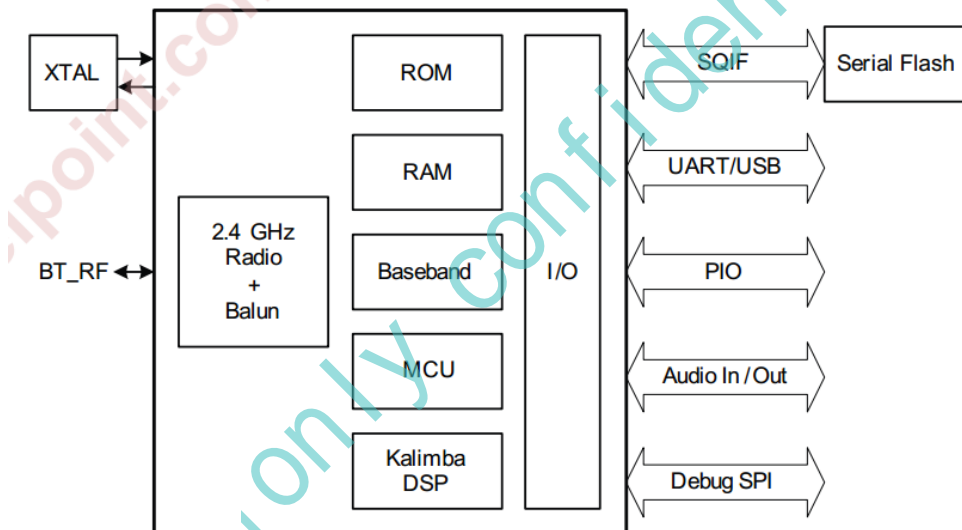 XTAL
BT_RF
2.4 GHz
Radio
+
Balun
ROM
RAM
Baseband
MCU
Kalimba
DSP
I/O
SQIF
Serial Flash
UART/USB
PIO
Audio In / Out
Debug SPI
only confiden